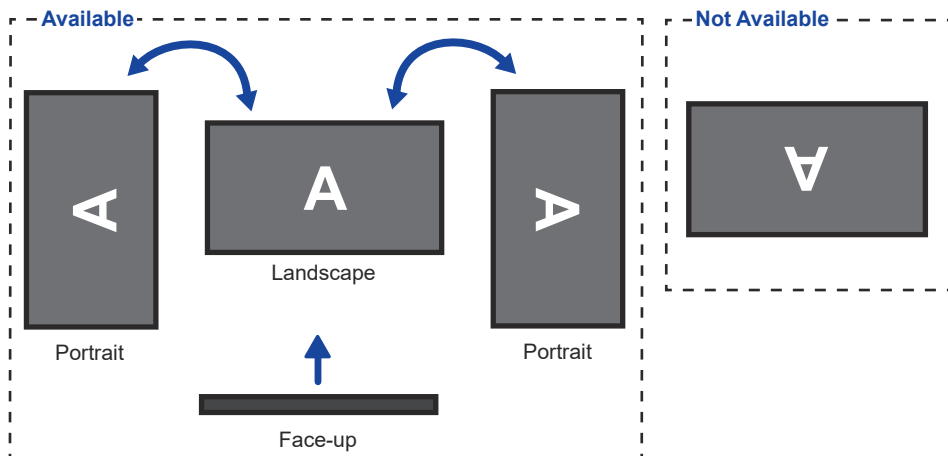 Available
Not Available
A
A
A
A
Landscape
Portrait
Portrait
Face-up